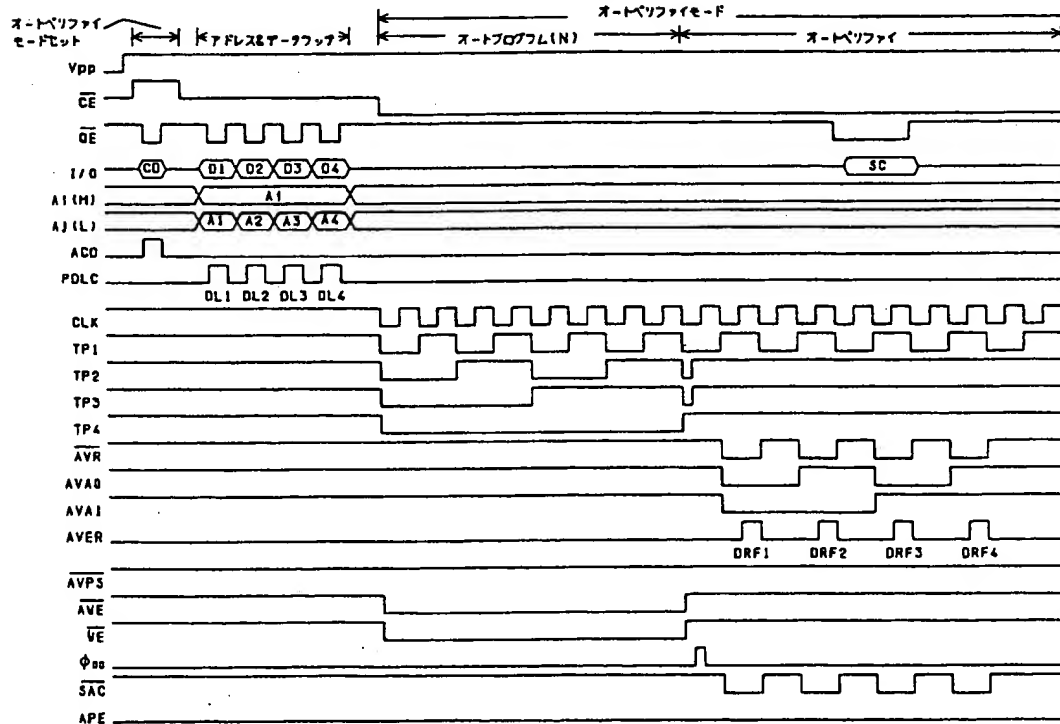 オートベリファイ
モードセット
アドレス&データラッチ
オートベリファイモード
オートプログラム(N)
オートベリファイ
Vpp
CE
OE
I/O
CD
D1
D2
D3
D4
SC
AI(H)
A1
AJ(L)
A1
A2
A3
A4
ACO
PDLC
DL1
DL2
DL3
DL4
CLK
TP1
TP2
TP3
TP4
AVR
AVA0
AVA1
AVER
DRF1
DRF2
DRF3
DRF4
AVPS
AVE
WE
SAC
APE